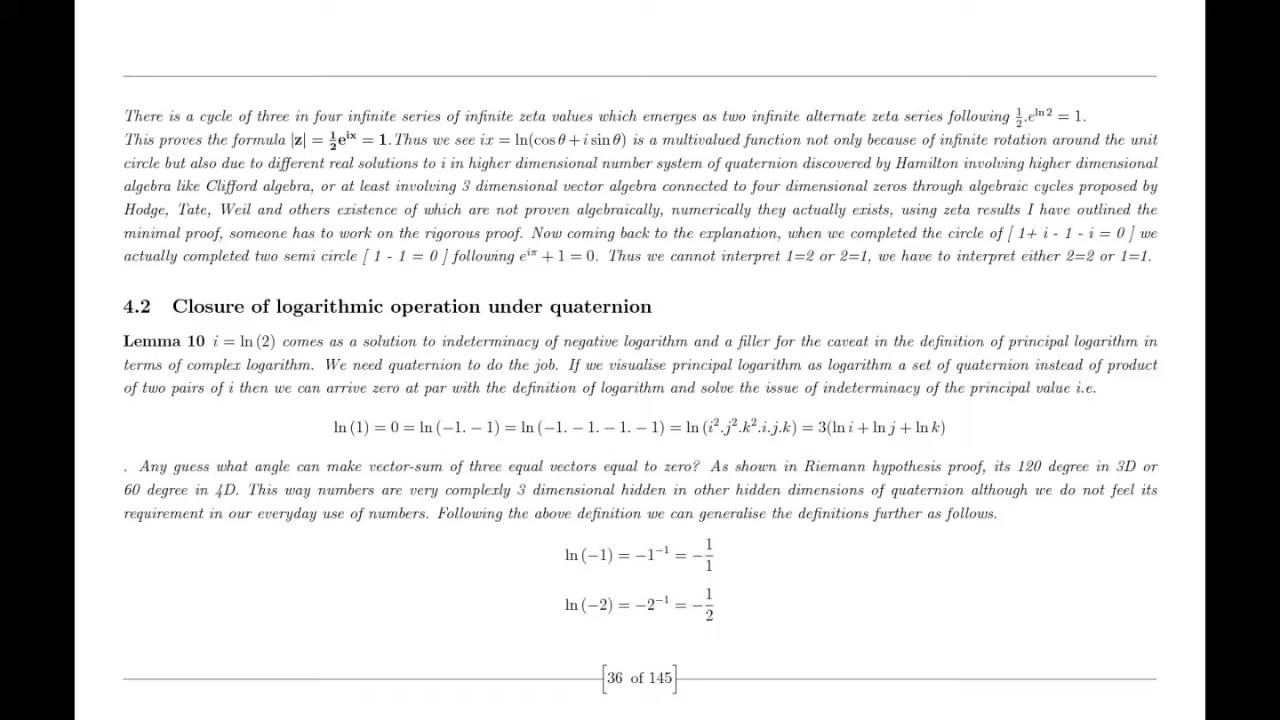 There is a cycle of three in four infinite series of infinite zeta values which emerges as two infinite alternate zeta series following ½.e^{ln 2} = 1.
This proves the formula |z| = ½e^{ix} = 1.Thus we see ix = ln(cos θ + i sin θ) is a multivalued function not only because of infinite rotation around the unit
circle but also due to different real solutions to i in higher dimensional number system of quaternion discovered by Hamilton involving higher dimensional
algebra like Clifford algebra, or at least involving 3 dimensional vector algebra connected to four dimensional zeros through algebraic cycles proposed by
Hodge, Tate, Weil and others existence of which are not proven algebraically, numerically they actually exists, using zeta results I have outlined the
minimal proof, someone has to work on the rigorous proof. Now coming back to the explanation, when we completed the circle of [ 1+ i - 1 - i = 0 ] we
actually completed two semi circle [ 1 - 1 = 0 ] following e^{iπ} + 1 = 0. Thus we cannot interpret 1=2 or 2=1, we have to interpret either 2=2 or 1=1.
4.2 Closure of logarithmic operation under quaternion
Lemma 10 i = ln (2) comes as a solution to indeterminacy of negative logarithm and a filler for the caveat in the definition of principal logarithm in
terms of complex logarithm. We need quaternion to do the job. If we visualise principal logarithm as logarithm a set of quaternion instead of product
of two pairs of i then we can arrive zero at par with the definition of logarithm and solve the issue of indeterminacy of the principal value i.e.
ln (1) = 0 = ln (−1. − 1) = ln (−1. − 1. − 1. − 1) = ln (i².j².k².i.j.k) = 3(ln i + ln j + ln k)
. Any guess what angle can make vector-sum of three equal vectors equal to zero? As shown in Riemann hypothesis proof, its 120 degree in 3D or
60 degree in 4D. This way numbers are very complexly 3 dimensional hidden in other hidden dimensions of quaternion although we do not feel its
requirement in our everyday use of numbers. Following the above definition we can generalise the definitions further as follows.
ln (−1) = −1⁻¹ = −1/1
ln (−2) = −2⁻¹ = −1/2
[36 of 145]